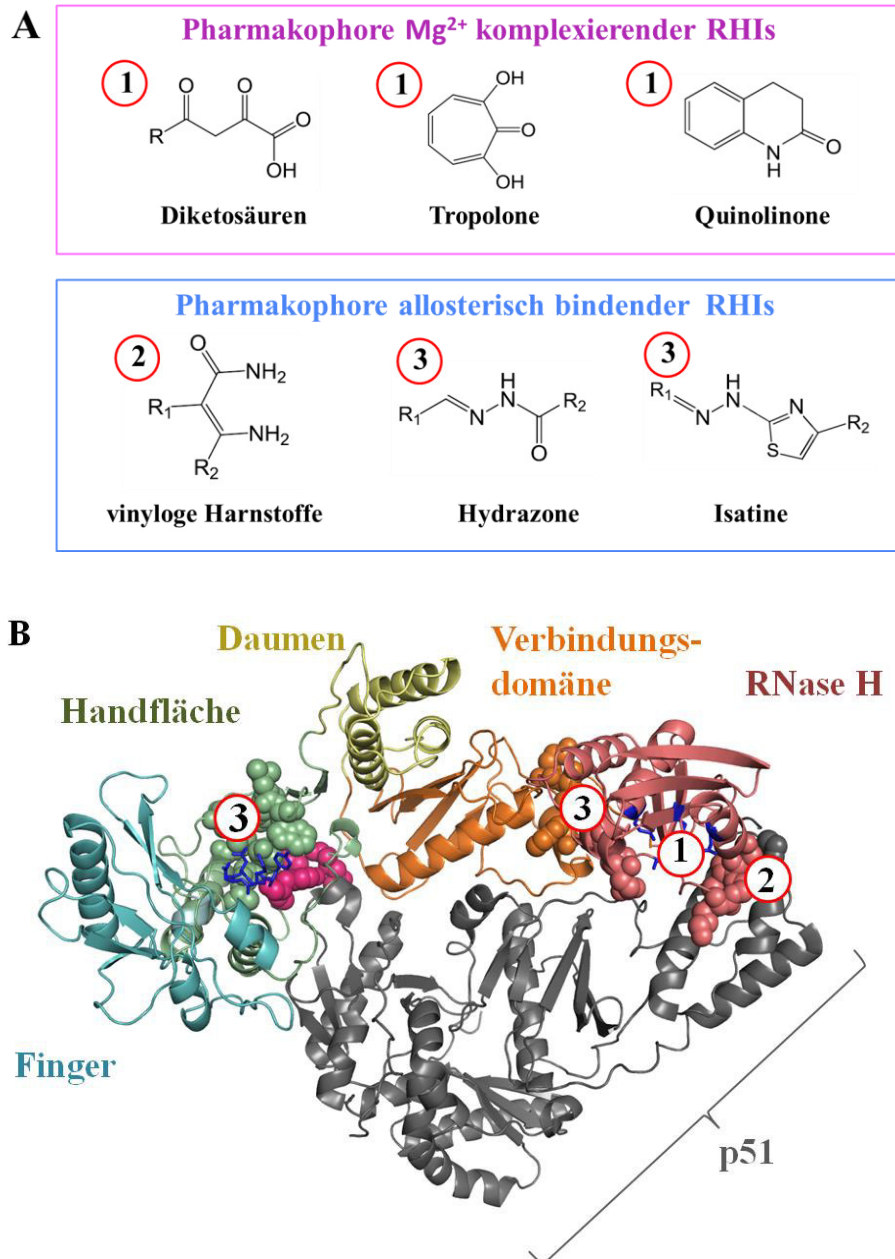 A
Pharmakophore Mg²⁺ komplexierender RHIs
1
1
1
O
O
O
R
OH
OH
O
OH
N
H
O
Diketosäuren
Tropolone
Quinolinone
Pharmakophore allosterisch bindender RHIs
2
3
3
O
NH₂
R₁
NH₂
R₂
R₁
N
H
N
R₂
O
R₁
N
H
N
N
S
R₂
vinyloge Harnstoffe
Hydrazone
Isatine
B
Daumen
Verbindungs-
domäne
RNase H
Handfläche
3
3
1
2
Finger
p51